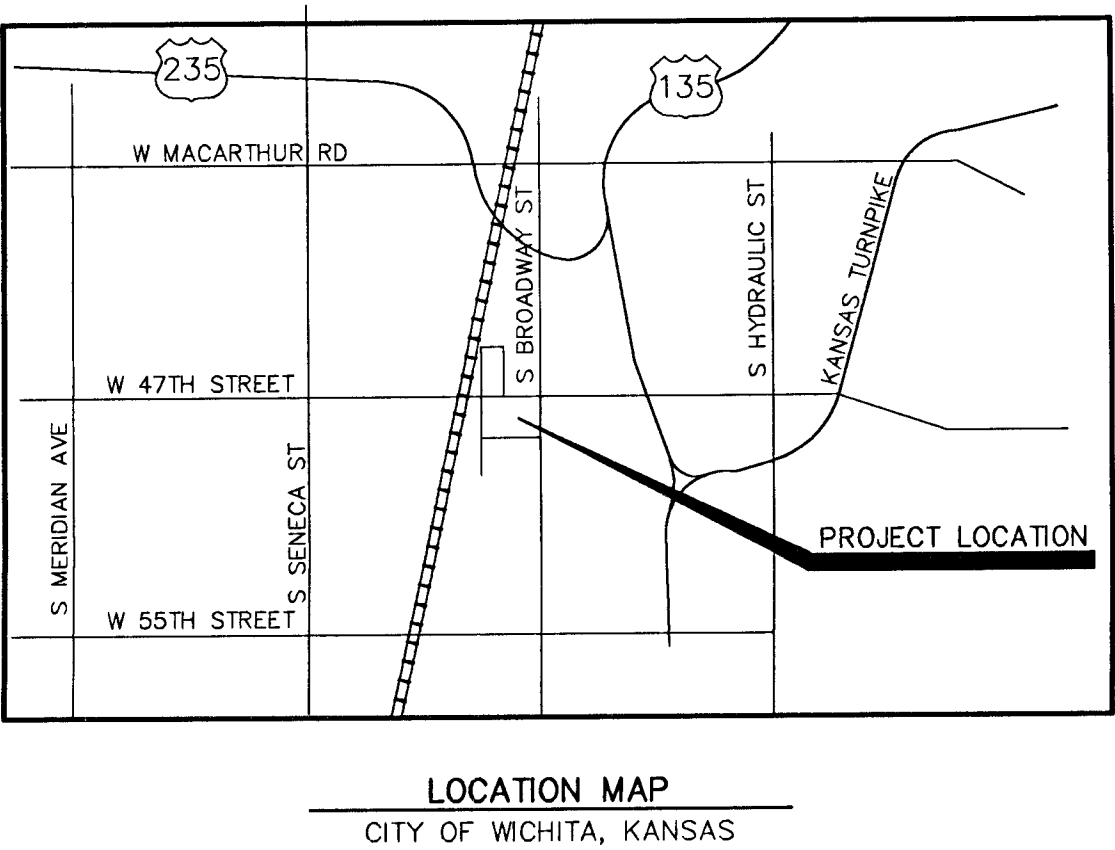 235
135
W MACARTHUR RD
S BROADWAY ST
S HYDRAULIC ST
KANSAS TURNPIKE
W 47TH STREET
S MERIDIAN AVE
S SENECA ST
PROJECT LOCATION
W 55TH STREET
LOCATION MAP
CITY OF WICHITA, KANSAS